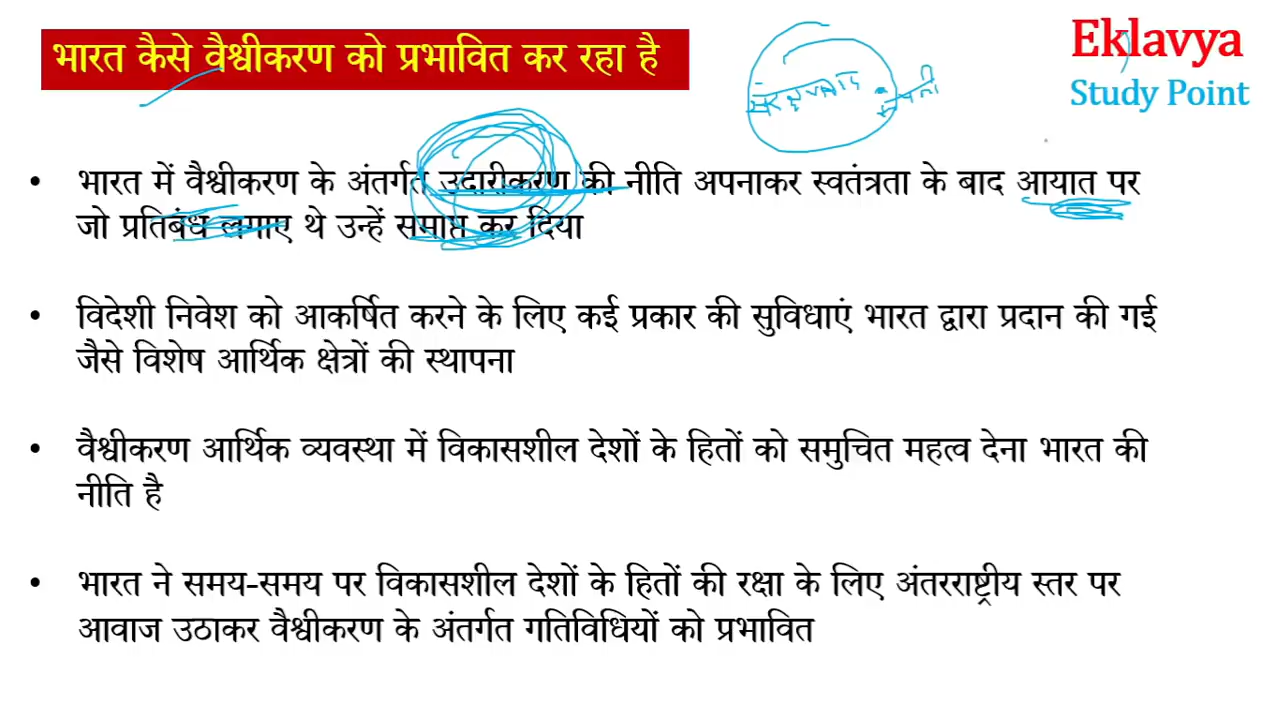 भारत कैसे वैश्वीकरण को प्रभावित कर रहा है
Eklavya
Study Point
• भारत में वैश्वीकरण के अंतर्गत उदारीकरण की नीति अपनाकर स्वतंत्रता के बाद आयात पर
जो प्रतिबंध लगाए थे उन्हें समाप्त कर दिया
• विदेशी निवेश को आकर्षित करने के लिए कई प्रकार की सुविधाएं भारत द्वारा प्रदान की गई
जैसे विशेष आर्थिक क्षेत्रों की स्थापना
• वैश्वीकरण आर्थिक व्यवस्था में विकासशील देशों के हितों को समुचित महत्व देना भारत की
नीति है
• भारत ने समय-समय पर विकासशील देशों के हितों की रक्षा के लिए अंतरराष्ट्रीय स्तर पर
आवाज उठाकर वैश्वीकरण के अंतर्गत गतिविधियों को प्रभावित